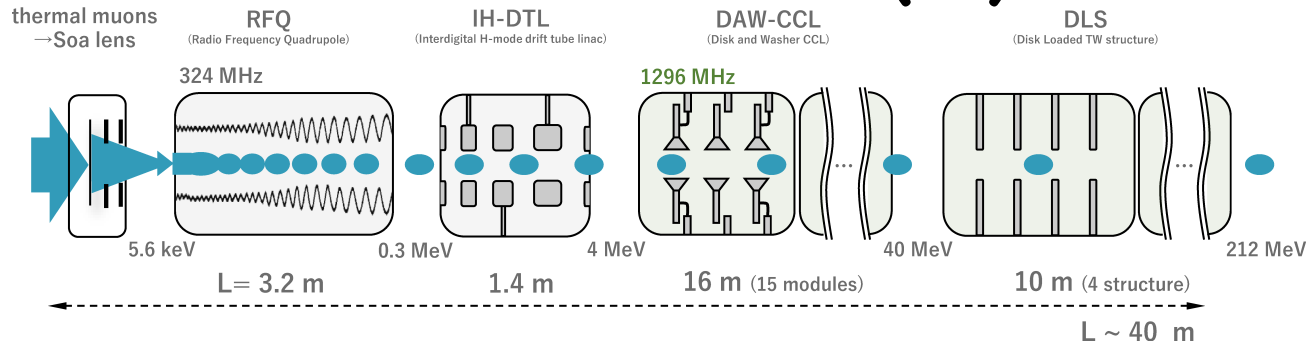 thermal muons
→Soa lens
RFQ
(Radio Frequency Quadrupole)
IH-DTL
(Interdigital H-mode drift tube linac)
DAW-CCL
(Disk and Washer CCL)
DLS
(Disk Loaded TW structure)
324 MHz
1296 MHz
...
...
5.6 keV
0.3 MeV
4 MeV
40 MeV
212 MeV
L= 3.2 m
1.4 m
16 m (15 modules)
10 m (4 structure)
L ~ 40 m